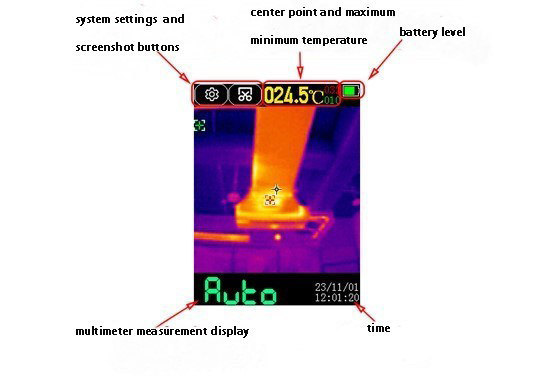 system settings and
screenshot buttons
center point and maximum
minimum temperature
battery level
024.5℃
010
Auto
23/11/01
12:01:20
multimeter measurement display
time